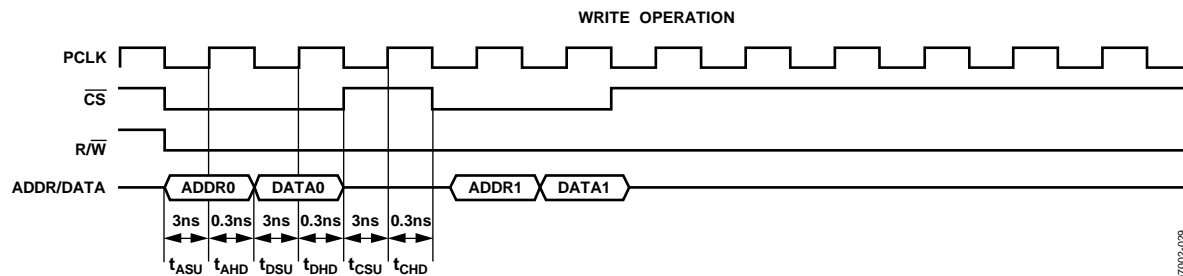 WRITE OPERATION
PCLK
CS
R/W
ADDR/DATA
ADDR0 DATA0 ADDR1 DATA1
3ns 0.3ns 3ns 0.3ns 3ns 0.3ns
tASU tAHD tDSU tDHD tCSU tCHD